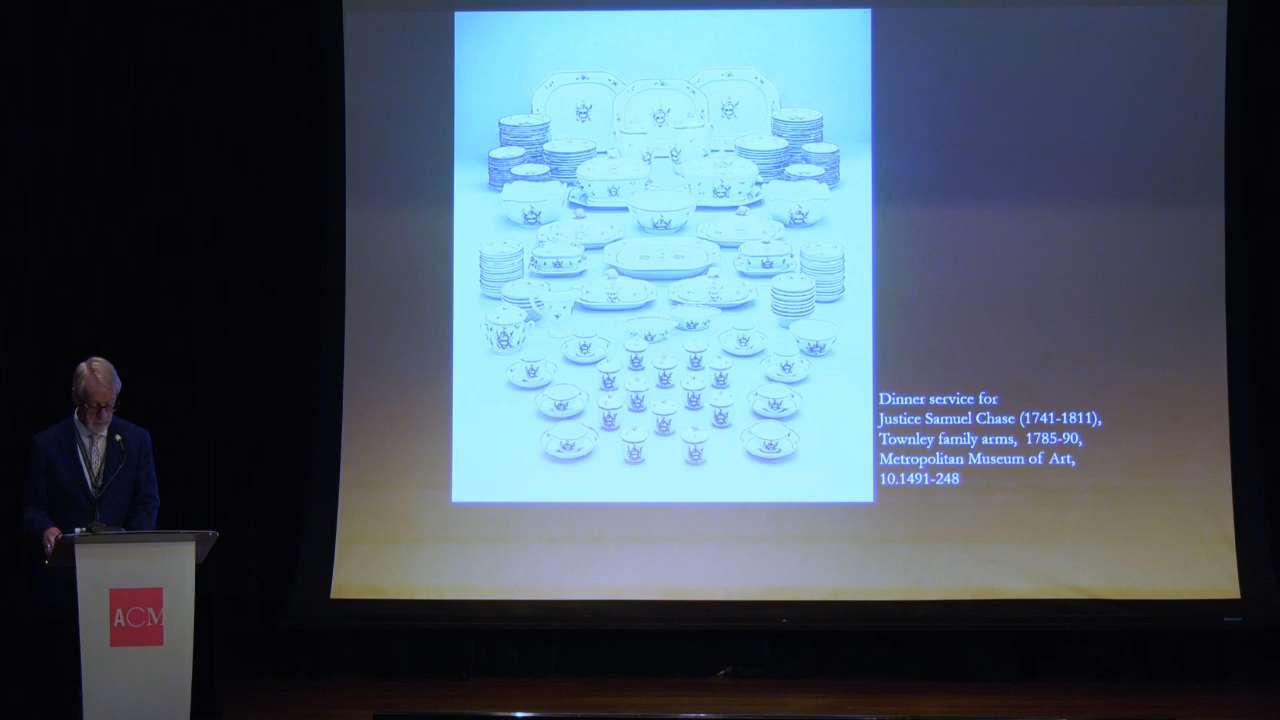 Dinner service for
Justice Samuel Chase (1741-1811),
Townley family arms, 1785-90,
Metropolitan Museum of Art,
10.1491-248
ACM